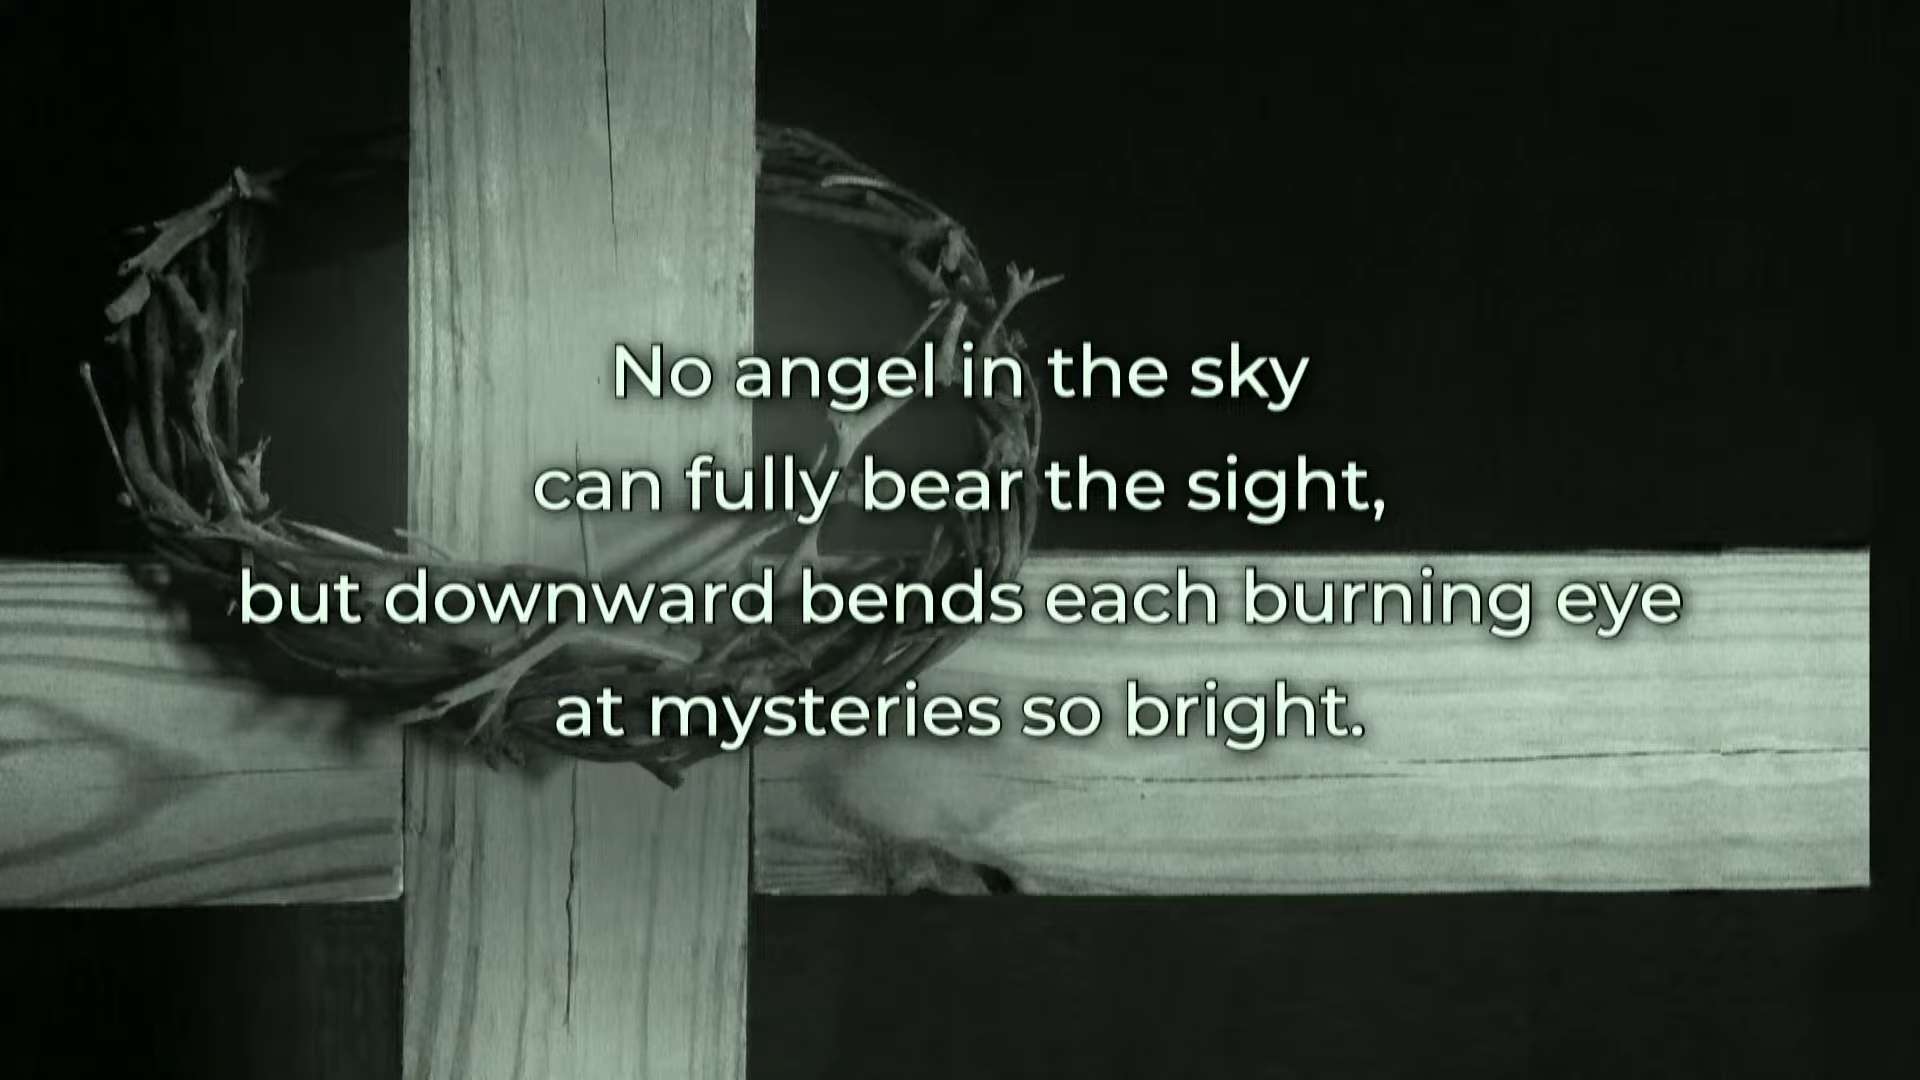 No angel in the sky
can fully bear the sight,
but downward bends each burning eye
at mysteries so bright.